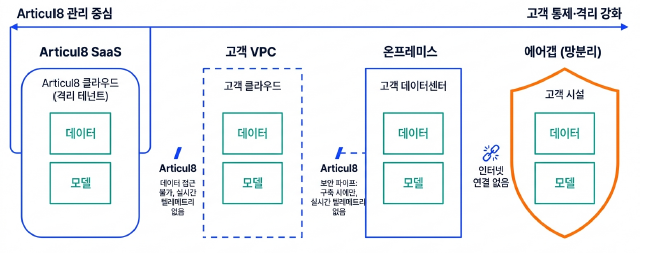 Articul8 관리 중심
고객 통제·격리 강화
Articul8 SaaS
Articul8 클라우드
(격리 테넌트)
데이터
모델
Articul8
데이터 접근
불가, 실시간
텔레메트리
없음
고객 VPC
고객 클라우드
데이터
모델
Articul8
보안 파이프:
구축 시에만,
실시간 텔레메트리
없음
온프레미스
고객 데이터센터
데이터
모델
인터넷
연결 없음
에어갭 (망분리)
고객 시설
데이터
모델